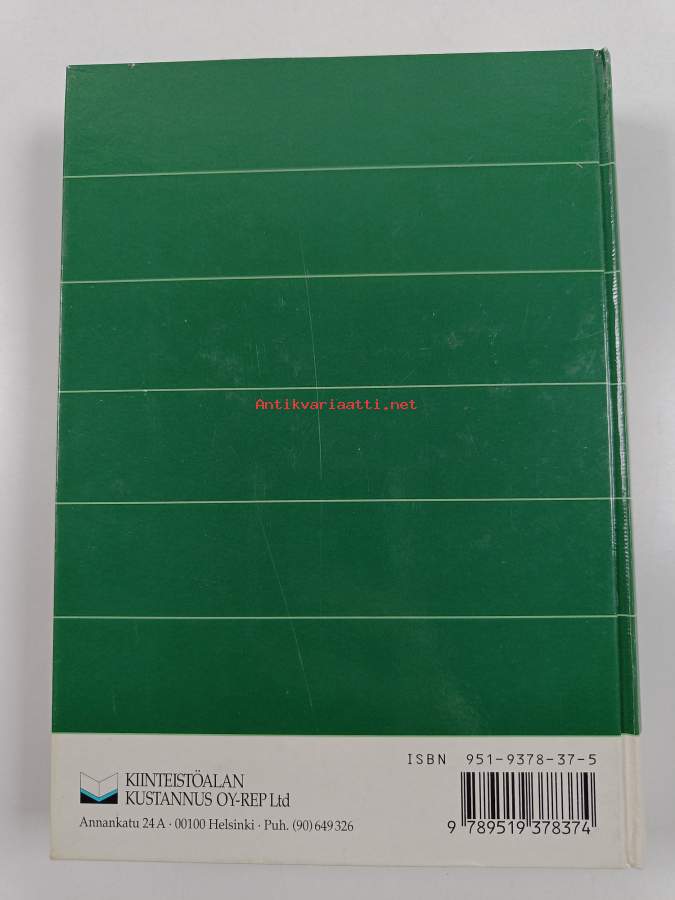 Antikvariaatti.net
ISBN 951-9378-37-5
KIINTEISTÖALAN
KUSTANNUS OY-REP Ltd
Annankatu 24 A · 00100 Helsinki · Puh. (90) 649 326
9 789519 378374